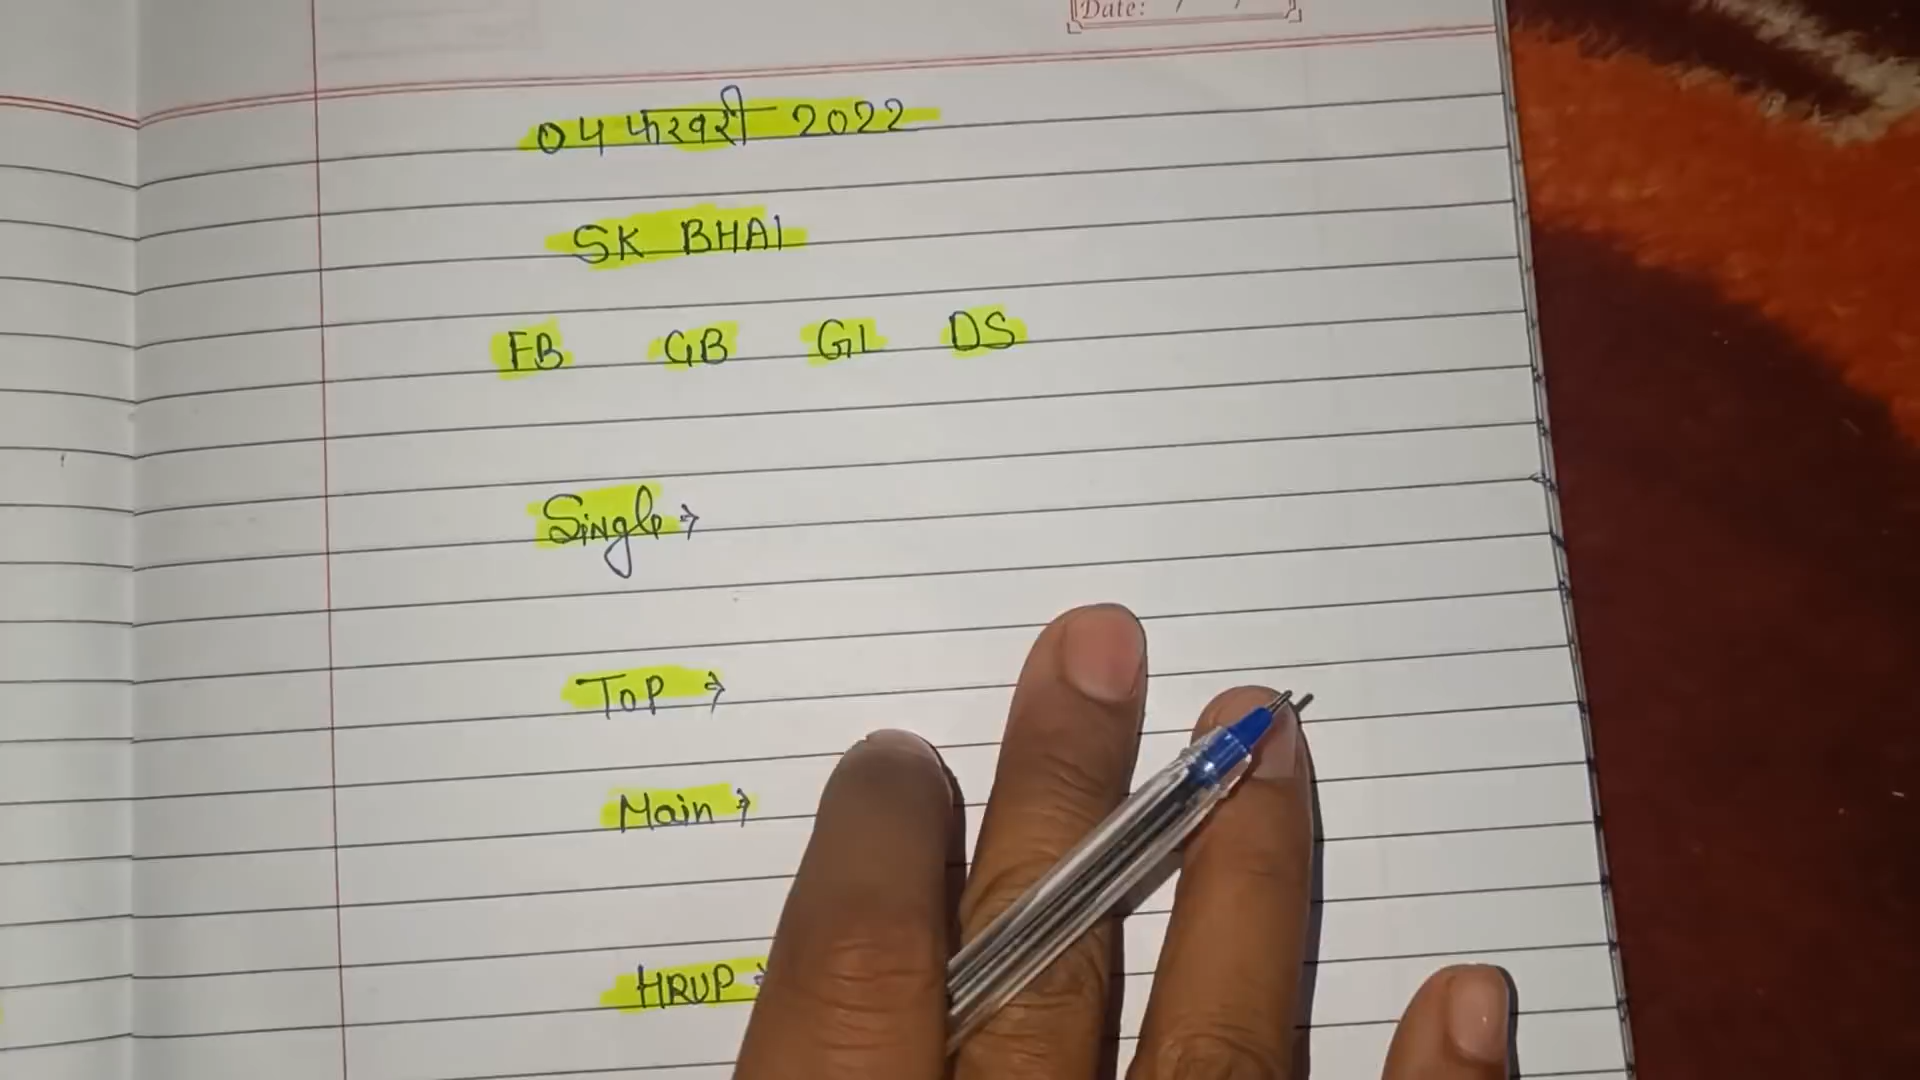 Date: / /
04 फरवरी 2022
SK BHAI
FB GB GL DS
Single →
TOP →
Main →
HRUP →